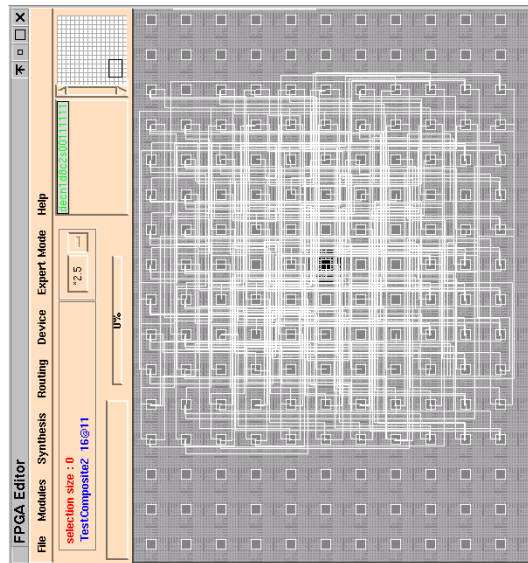 FPGA Editor
File Modules Synthesis Routing Device Expert Mode Help
selection size : 0
TestComposite2 16@11
*2.5
0%
decn1d8c2s00111111